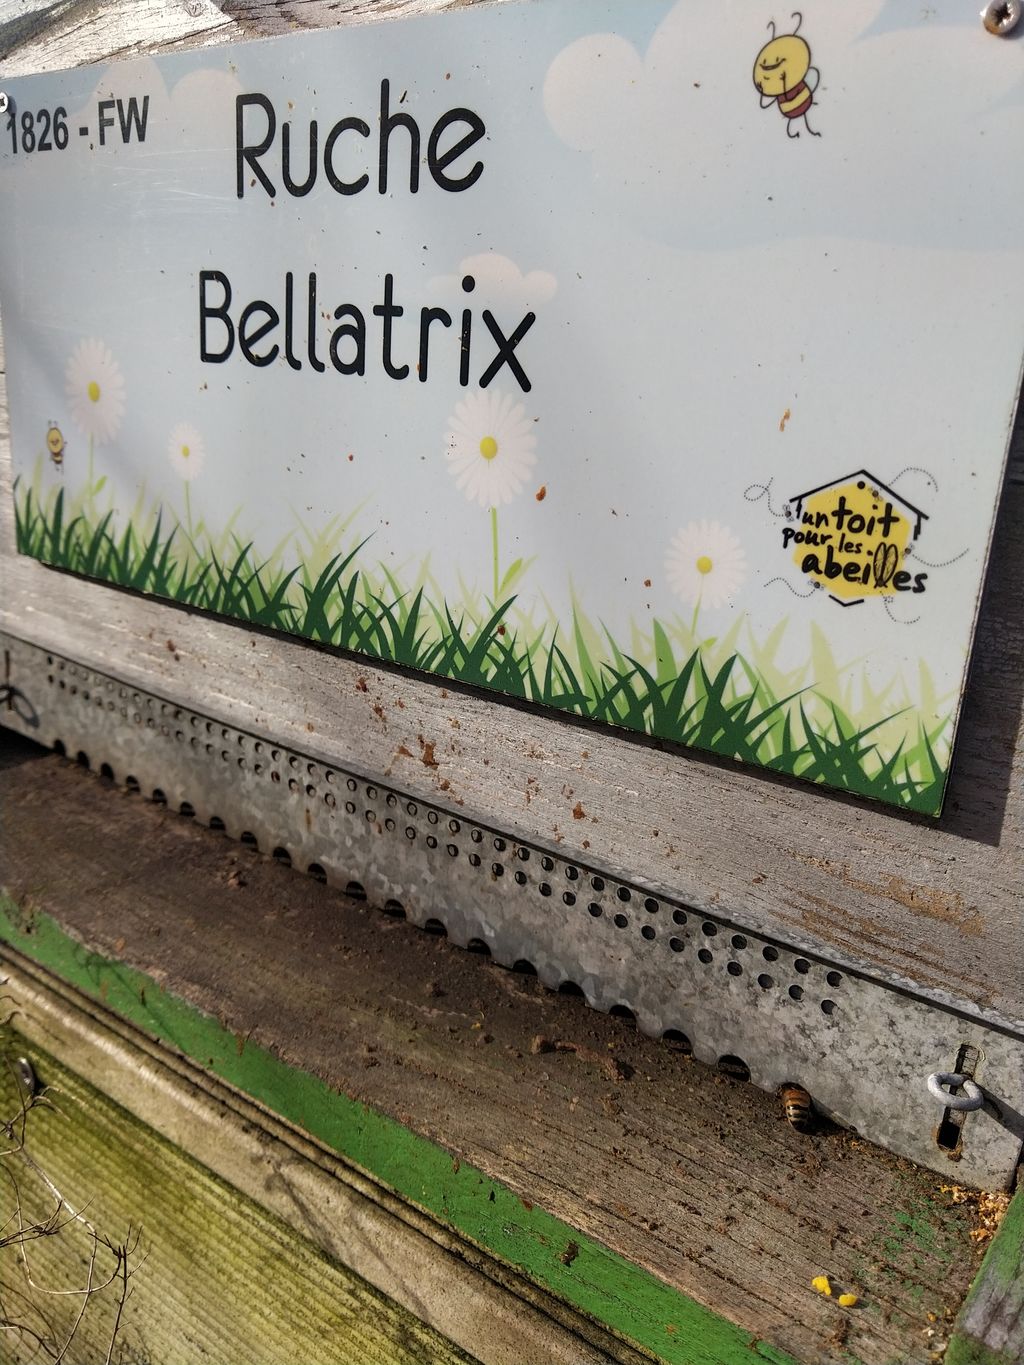 1826 - FW
Ruche
Bellatrix
un toit
pour les
abeilles